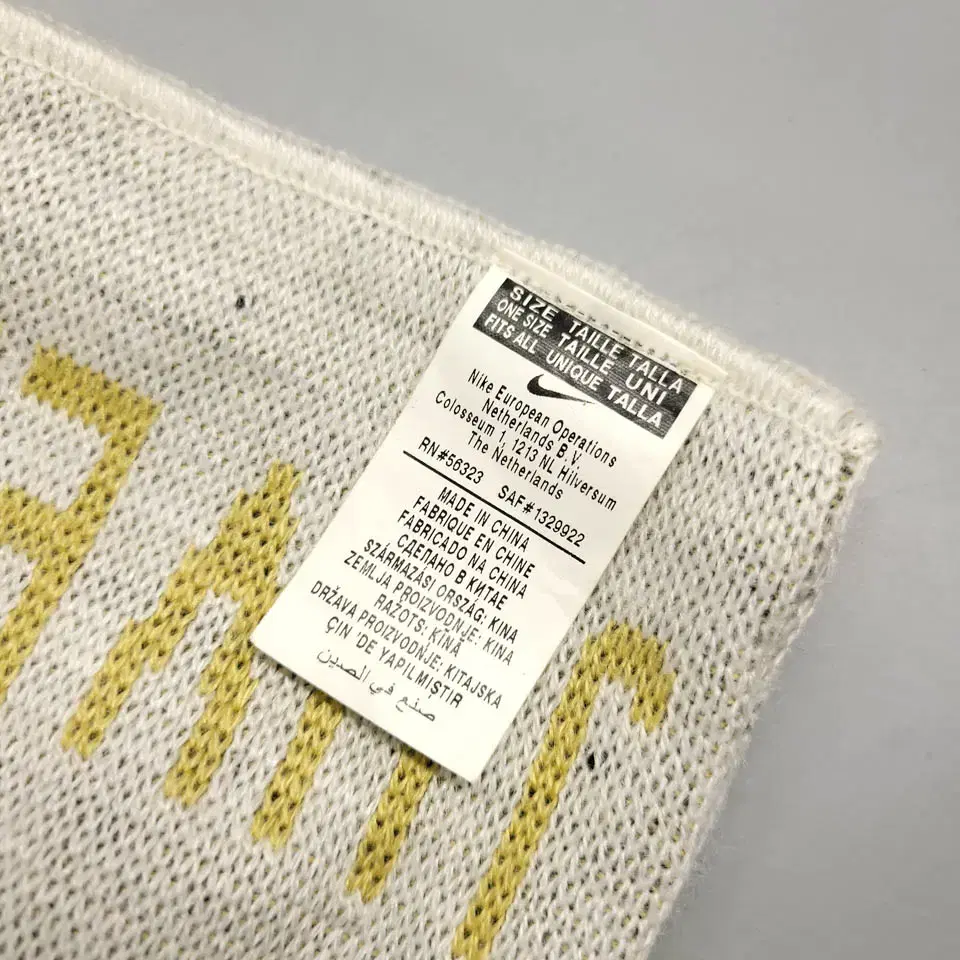 SIZE TAILLE TALLA
ONE SIZE TAILLE UNI
FITS ALL UNIQUE TALLA
Nike European Operations
Netherlands B.V.
Colosseum 1, 1213 NL Hilversum
The Netherlands
RN#56323 SAF#1329922
MADE IN CHINA
FABRIQUE EN CHINE
FABRICADO NA CHINA
СДЕЛАНО В КИТАЕ
SZÁRMAZÁSI ORSZÁG: KINA
ZEMLJA PROIZVODNJE: KINA
RAŽOTS: ĶĪNĀ
DRŽAVA PROIZVODNJE: KITAJSKA
ÇIN 'DE YAPILMIŞTIR
صنع في الصين